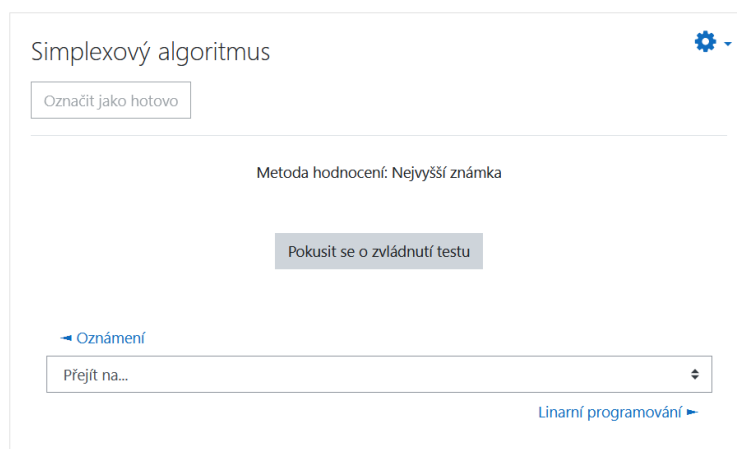 Simplexový algoritmus
Označit jako hotovo
Metoda hodnocení: Nejvyšší známka
Pokusit se o zvládnutí testu
◄ Oznámení
Přejít na...
Linarní programování ►